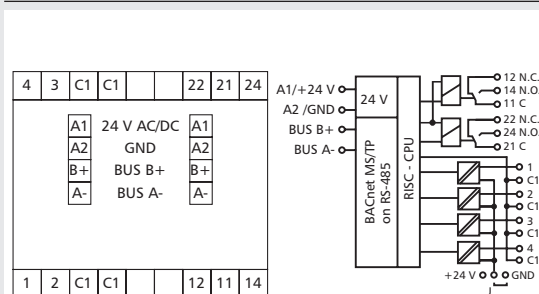 4 3 C1 C1 22 21 24
A1 24 V AC/DC A1
A2 GND A2
B+ BUS B+ B+
A- BUS A- A-
1 2 C1 C1 12 11 14
A1/+24 V
A2 /GND
BUS B+
BUS A-
24 V
BACnet MS/TP
on RS-485
RISC - CPU
12 N.C.
14 N.O.
11 C
22 N.C.
24 N.O.
21 C
1
C1
2
C1
3
C1
4
C1
+24 V GND